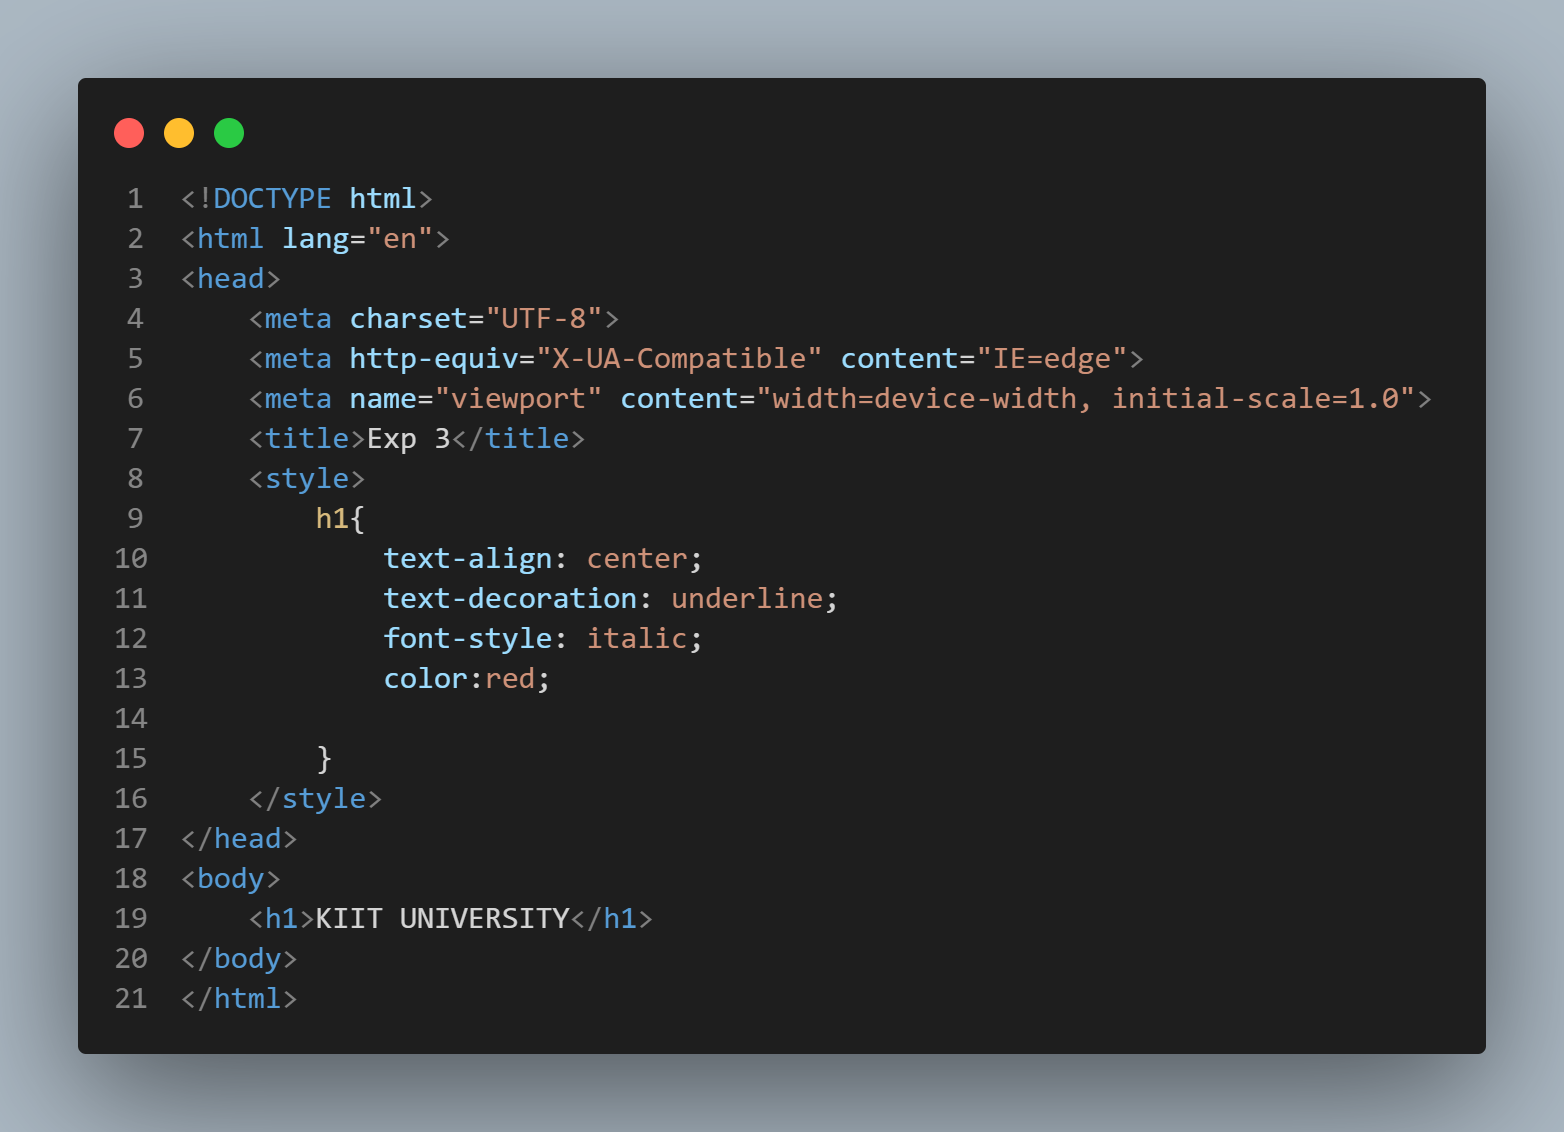 1 <!DOCTYPE html>
2 <html lang="en">
3 <head>
4     <meta charset="UTF-8">
5     <meta http-equiv="X-UA-Compatible" content="IE=edge">
6     <meta name="viewport" content="width=device-width, initial-scale=1.0">
7     <title>Exp 3</title>
8     <style>
9         h1{
10             text-align: center;
11             text-decoration: underline;
12             font-style: italic;
13             color:red;
14
15         }
16     </style>
17 </head>
18 <body>
19     <h1>KIIT UNIVERSITY</h1>
20 </body>
21 </html>